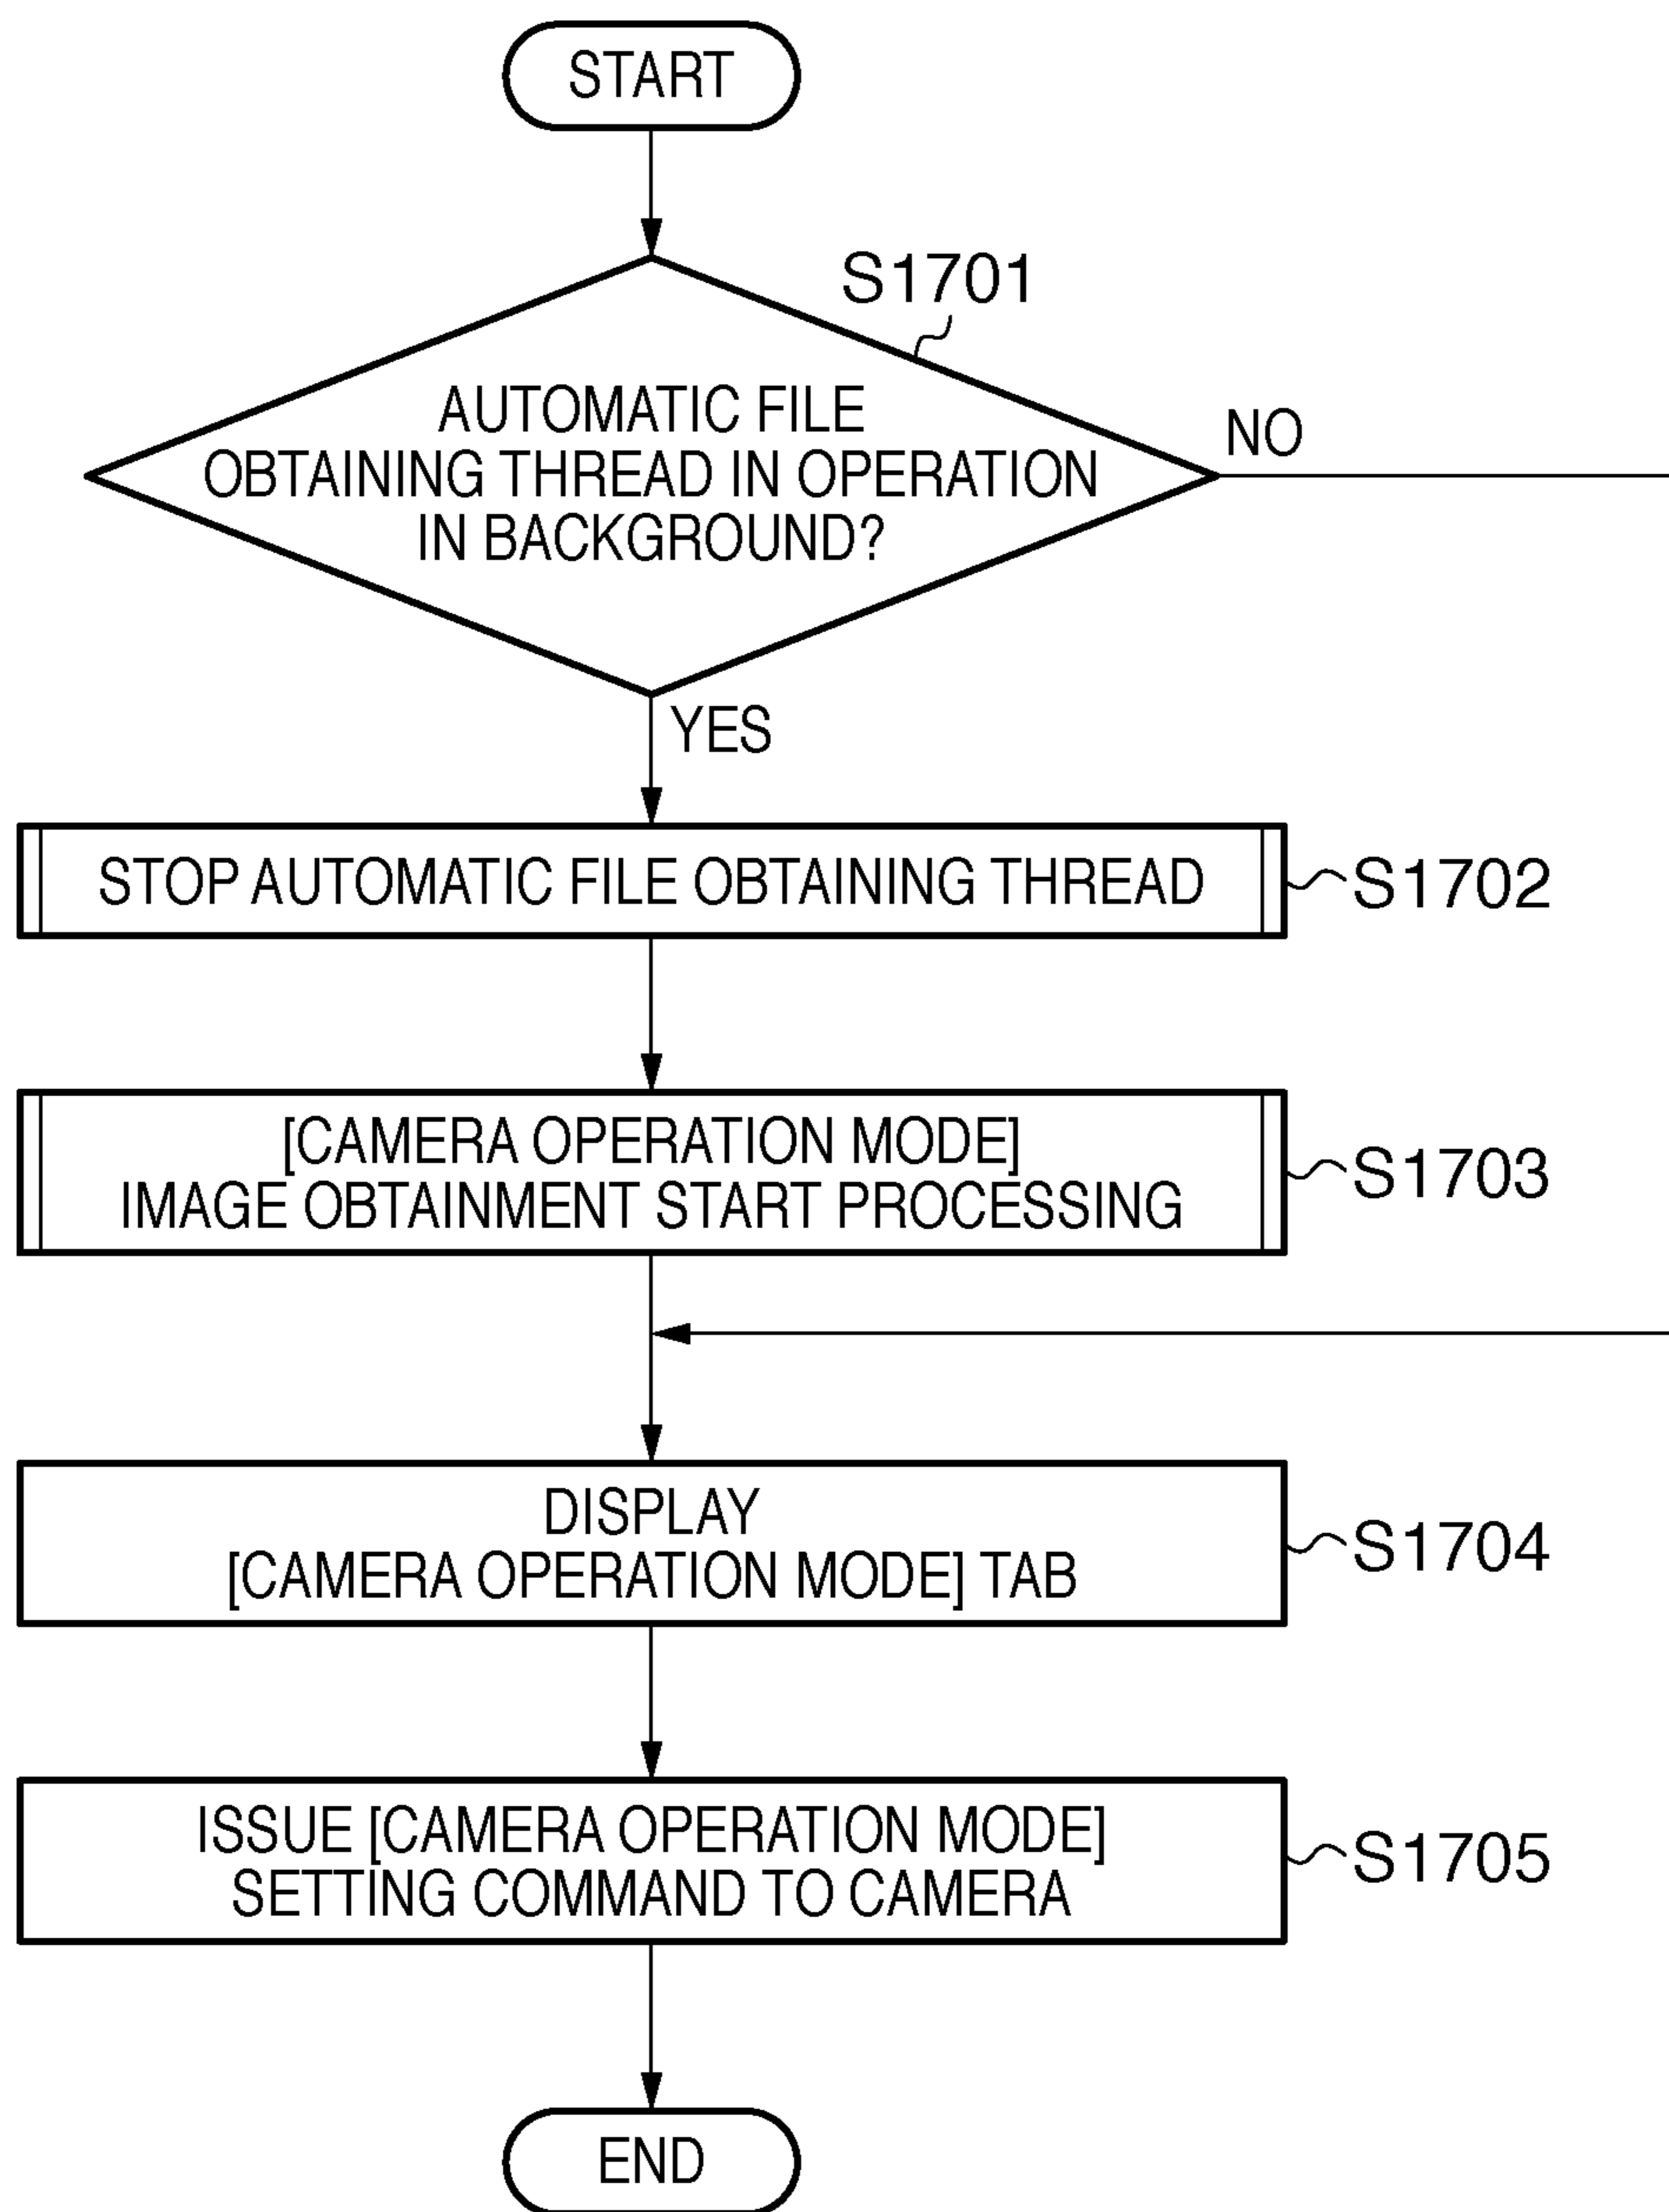 START
S1701
AUTOMATIC FILE
OBTAINING THREAD IN OPERATION
IN BACKGROUND?
NO
YES
STOP AUTOMATIC FILE OBTAINING THREAD
S1702
[CAMERA OPERATION MODE]
IMAGE OBTAINMENT START PROCESSING
S1703
DISPLAY
[CAMERA OPERATION MODE] TAB
S1704
ISSUE [CAMERA OPERATION MODE]
SETTING COMMAND TO CAMERA
S1705
END